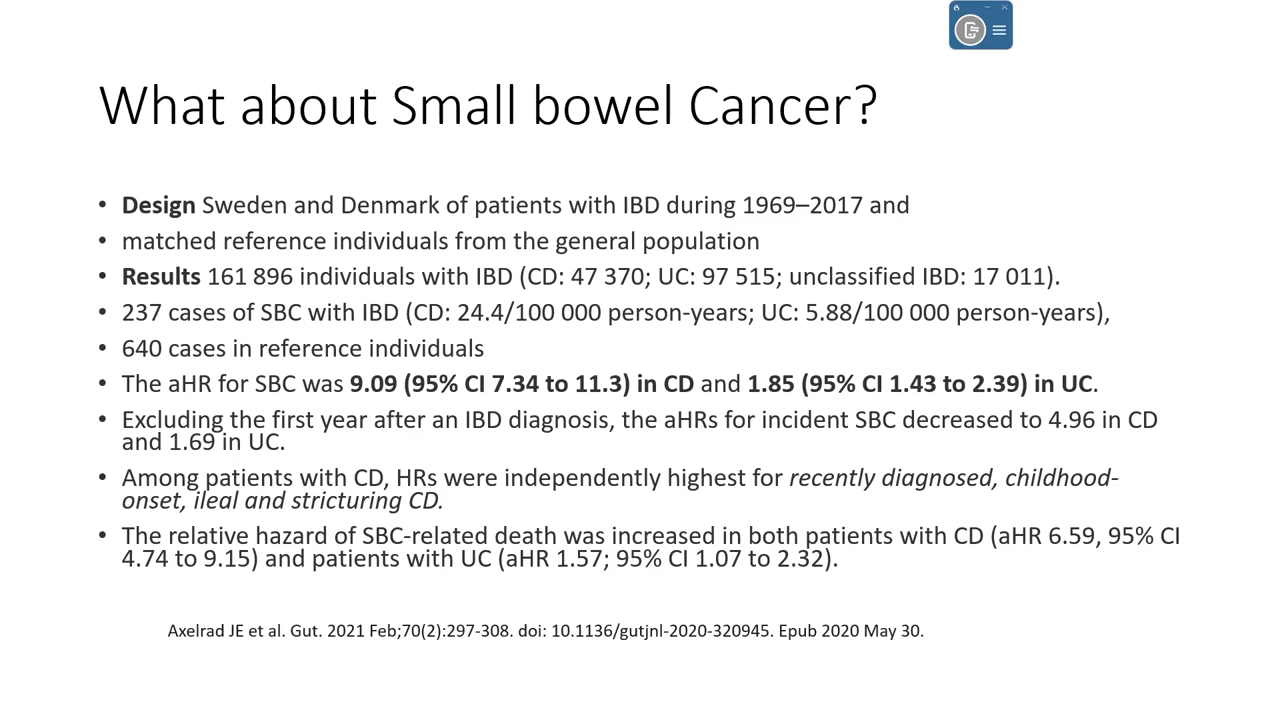 What about Small bowel Cancer?
• Design Sweden and Denmark of patients with IBD during 1969–2017 and
• matched reference individuals from the general population
• Results 161 896 individuals with IBD (CD: 47 370; UC: 97 515; unclassified IBD: 17 011).
• 237 cases of SBC with IBD (CD: 24.4/100 000 person-years; UC: 5.88/100 000 person-years),
• 640 cases in reference individuals
• The aHR for SBC was 9.09 (95% CI 7.34 to 11.3) in CD and 1.85 (95% CI 1.43 to 2.39) in UC.
• Excluding the first year after an IBD diagnosis, the aHRs for incident SBC decreased to 4.96 in CD
and 1.69 in UC.
• Among patients with CD, HRs were independently highest for recently diagnosed, childhood-
onset, ileal and stricturing CD.
• The relative hazard of SBC-related death was increased in both patients with CD (aHR 6.59, 95% CI
4.74 to 9.15) and patients with UC (aHR 1.57; 95% CI 1.07 to 2.32).
Axelrad JE et al. Gut. 2021 Feb;70(2):297-308. doi: 10.1136/gutjnl-2020-320945. Epub 2020 May 30.